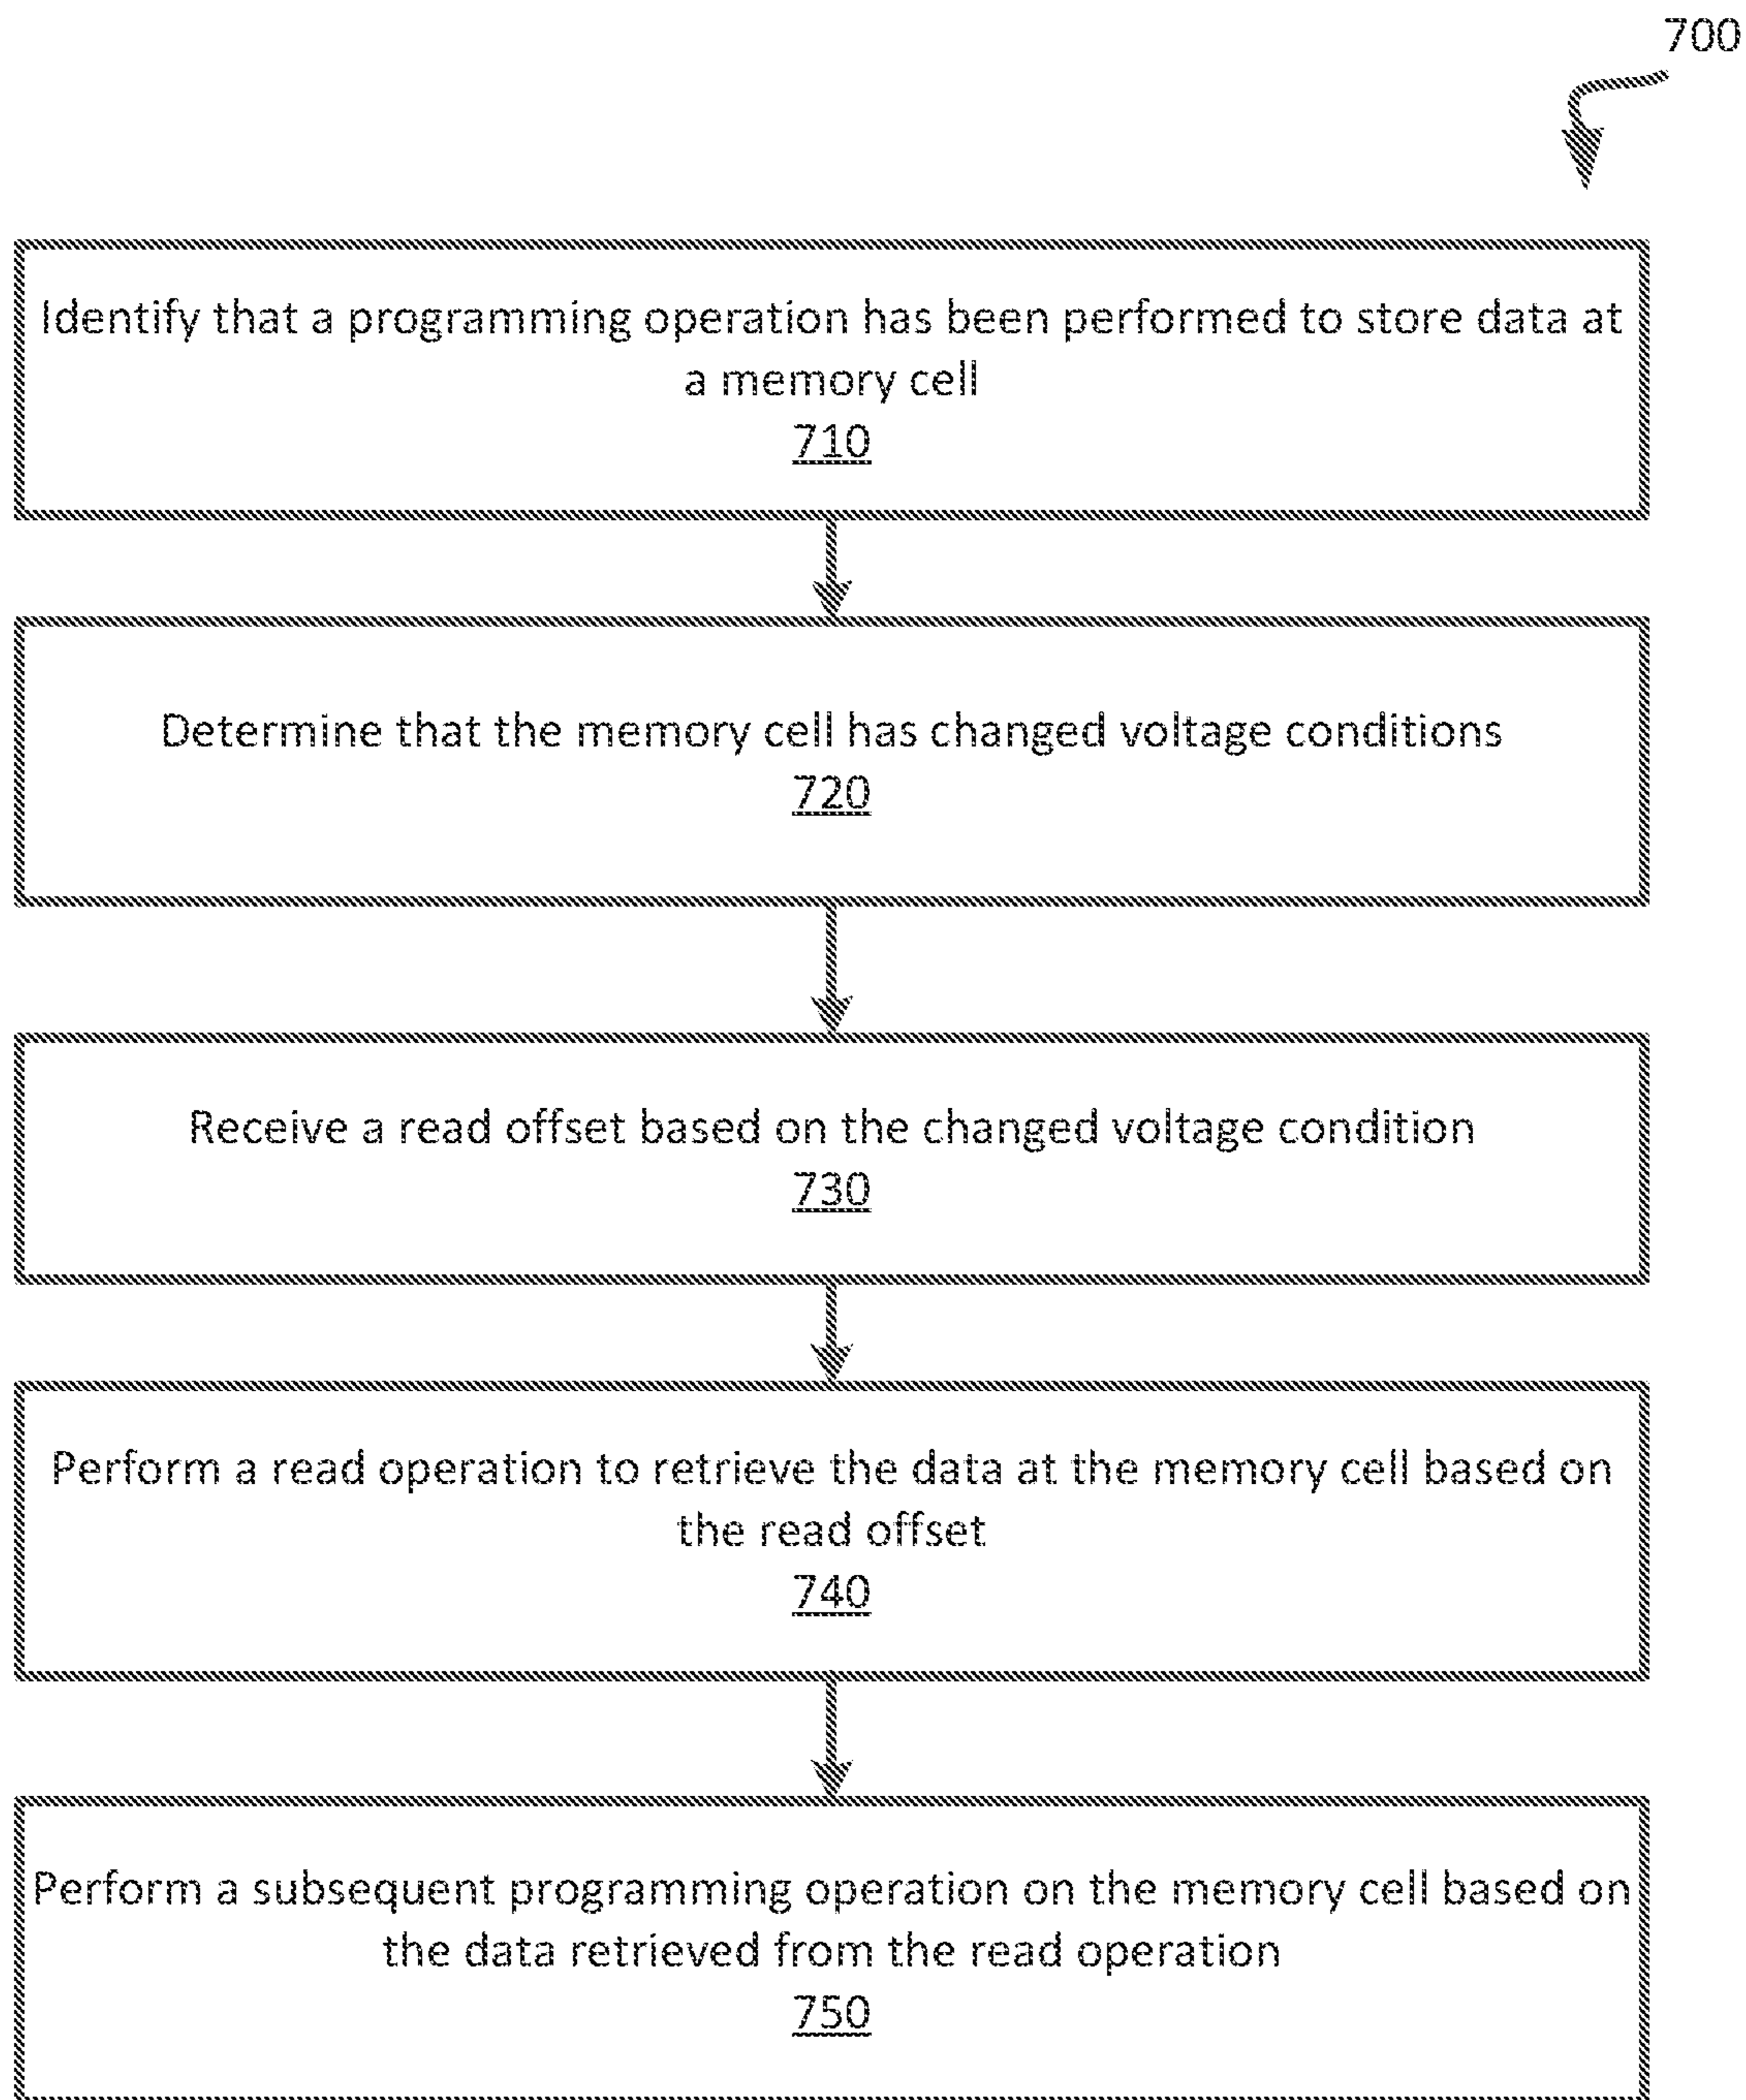 700
Identify that a programming operation has been performed to store data at
a memory cell
710
Determine that the memory cell has changed voltage conditions
720
Receive a read offset based on the changed voltage condition
730
Perform a read operation to retrieve the data at the memory cell based on
the read offset
740
Perform a subsequent programming operation on the memory cell based on
the data retrieved from the read operation
750